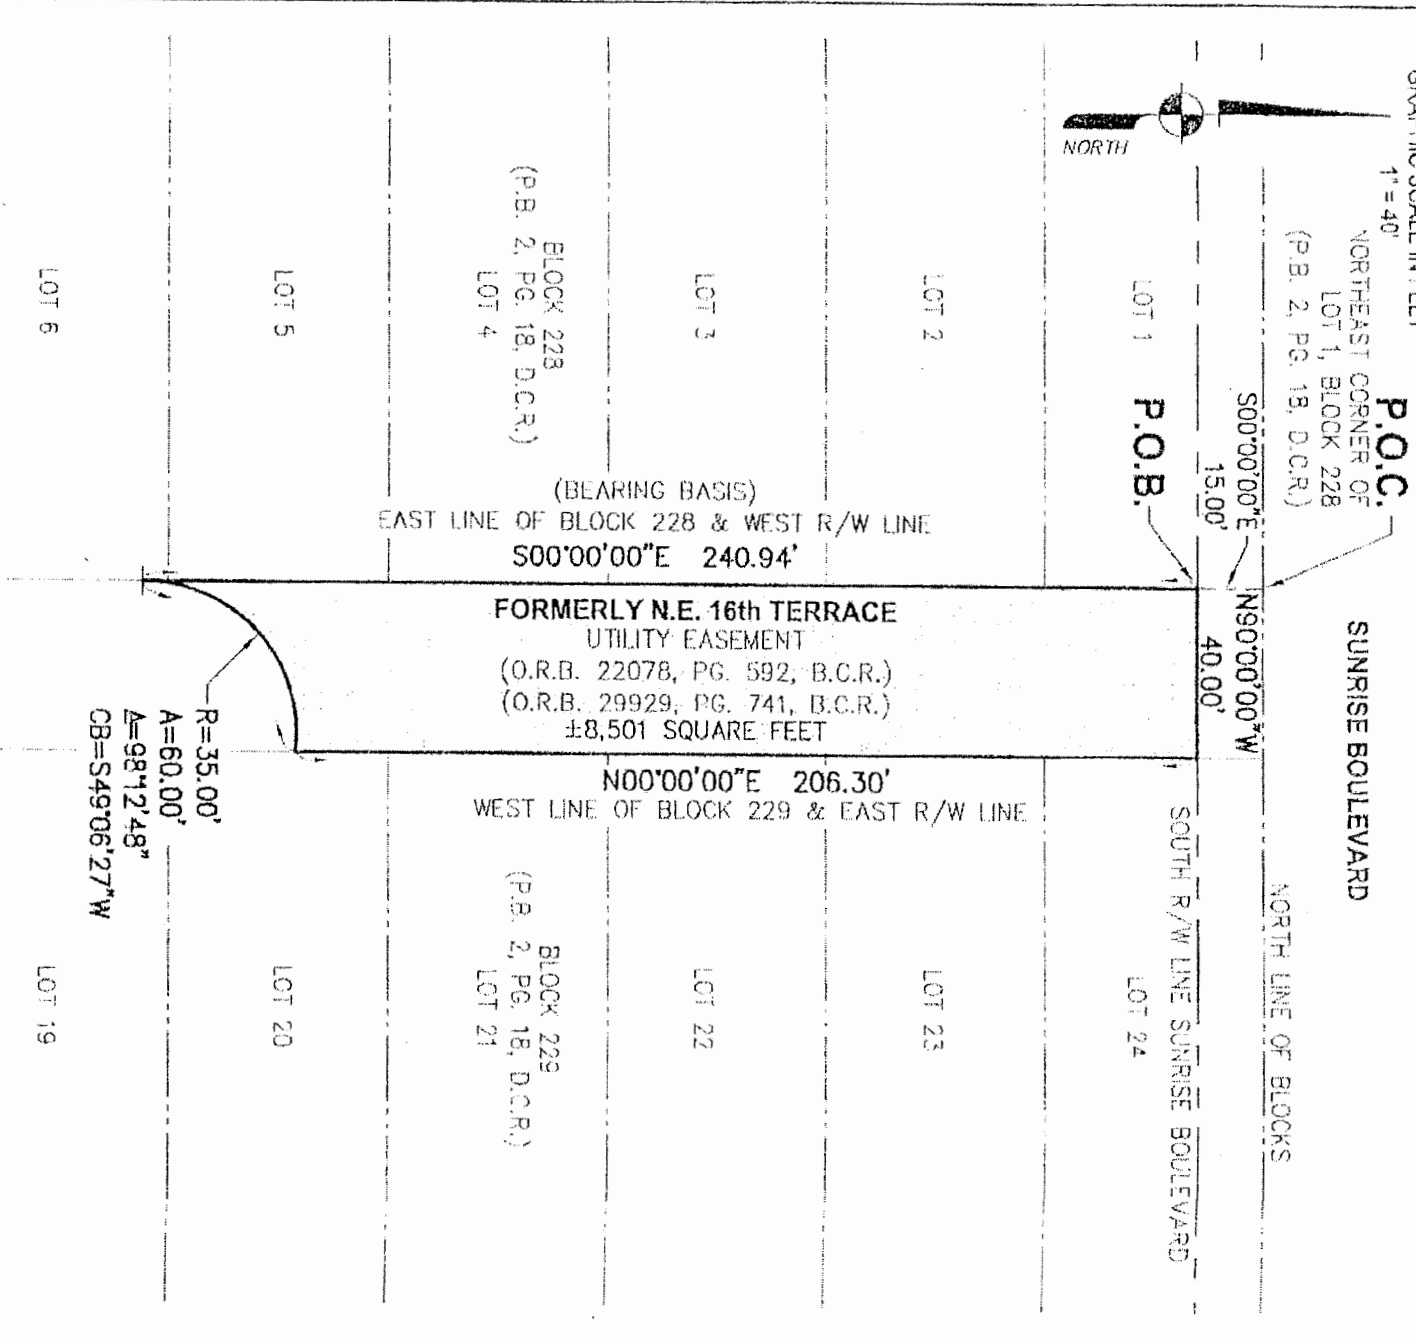 GRAPHIC SCALE IN FEET
1" = 40'
NORTH
P.O.C.
NORTHEAST CORNER OF
LOT 1, BLOCK 228
(P.B. 2, PG. 18, D.C.R.)
S00°00'00"E
15.00'
P.O.B.
N90°00'00"W
40.00'
SUNRISE BOULEVARD
NORTH LINE OF BLOCKS
SOUTH R/W LINE SUNRISE BOULEVARD
LOT 1
LOT 2
LOT 3
BLOCK 228
LOT 4
(P.B. 2, PG. 18, D.C.R.)
LOT 5
LOT 6
(BEARING BASIS)
EAST LINE OF BLOCK 228 & WEST R/W LINE
S00°00'00"E 240.94'
FORMERLY N.E. 16th TERRACE
UTILITY EASEMENT
(O.R.B. 22078, PG. 592, B.C.R.)
(O.R.B. 29929, PG. 741, B.C.R.)
±8,501 SQUARE FEET
N00°00'00"E 206.30'
WEST LINE OF BLOCK 229 & EAST R/W LINE
R=35.00'
A=60.00'
Δ=98°12'48"
CB=S49°06'27"W
LOT 24
LOT 23
LOT 22
BLOCK 229
LOT 21
(P.B. 2, PG. 18, D.C.R.)
LOT 20
LOT 19